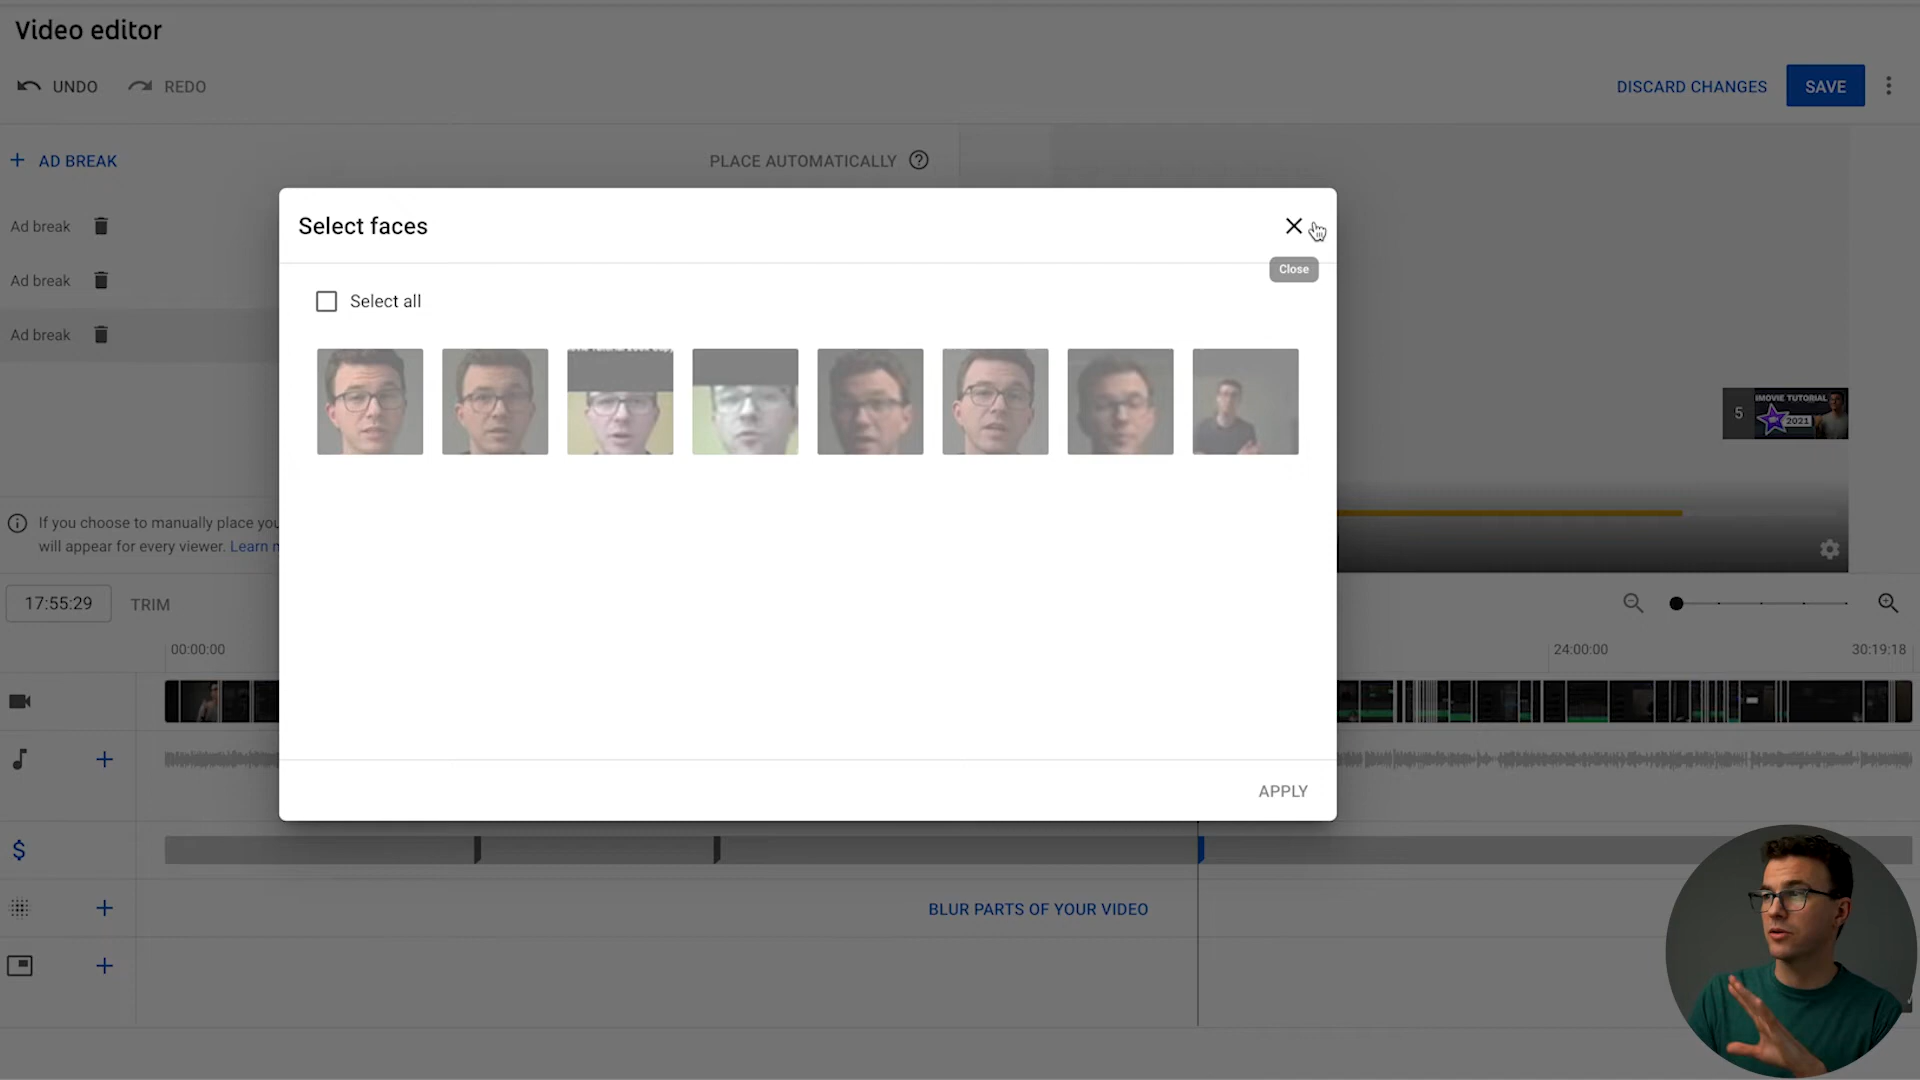 Video editor
UNDO
REDO
DISCARD CHANGES
SAVE
AD BREAK
PLACE AUTOMATICALLY
Ad break
Ad break
Ad break
Select faces
Close
Select all
5
IMOVIE TUTORIAL
2021
If you choose to manually place
will appear for every viewer. Learn
17:55:29
TRIM
00:00:00
24:00:00
30:19:18
APPLY
$
BLUR PARTS OF YOUR VIDEO